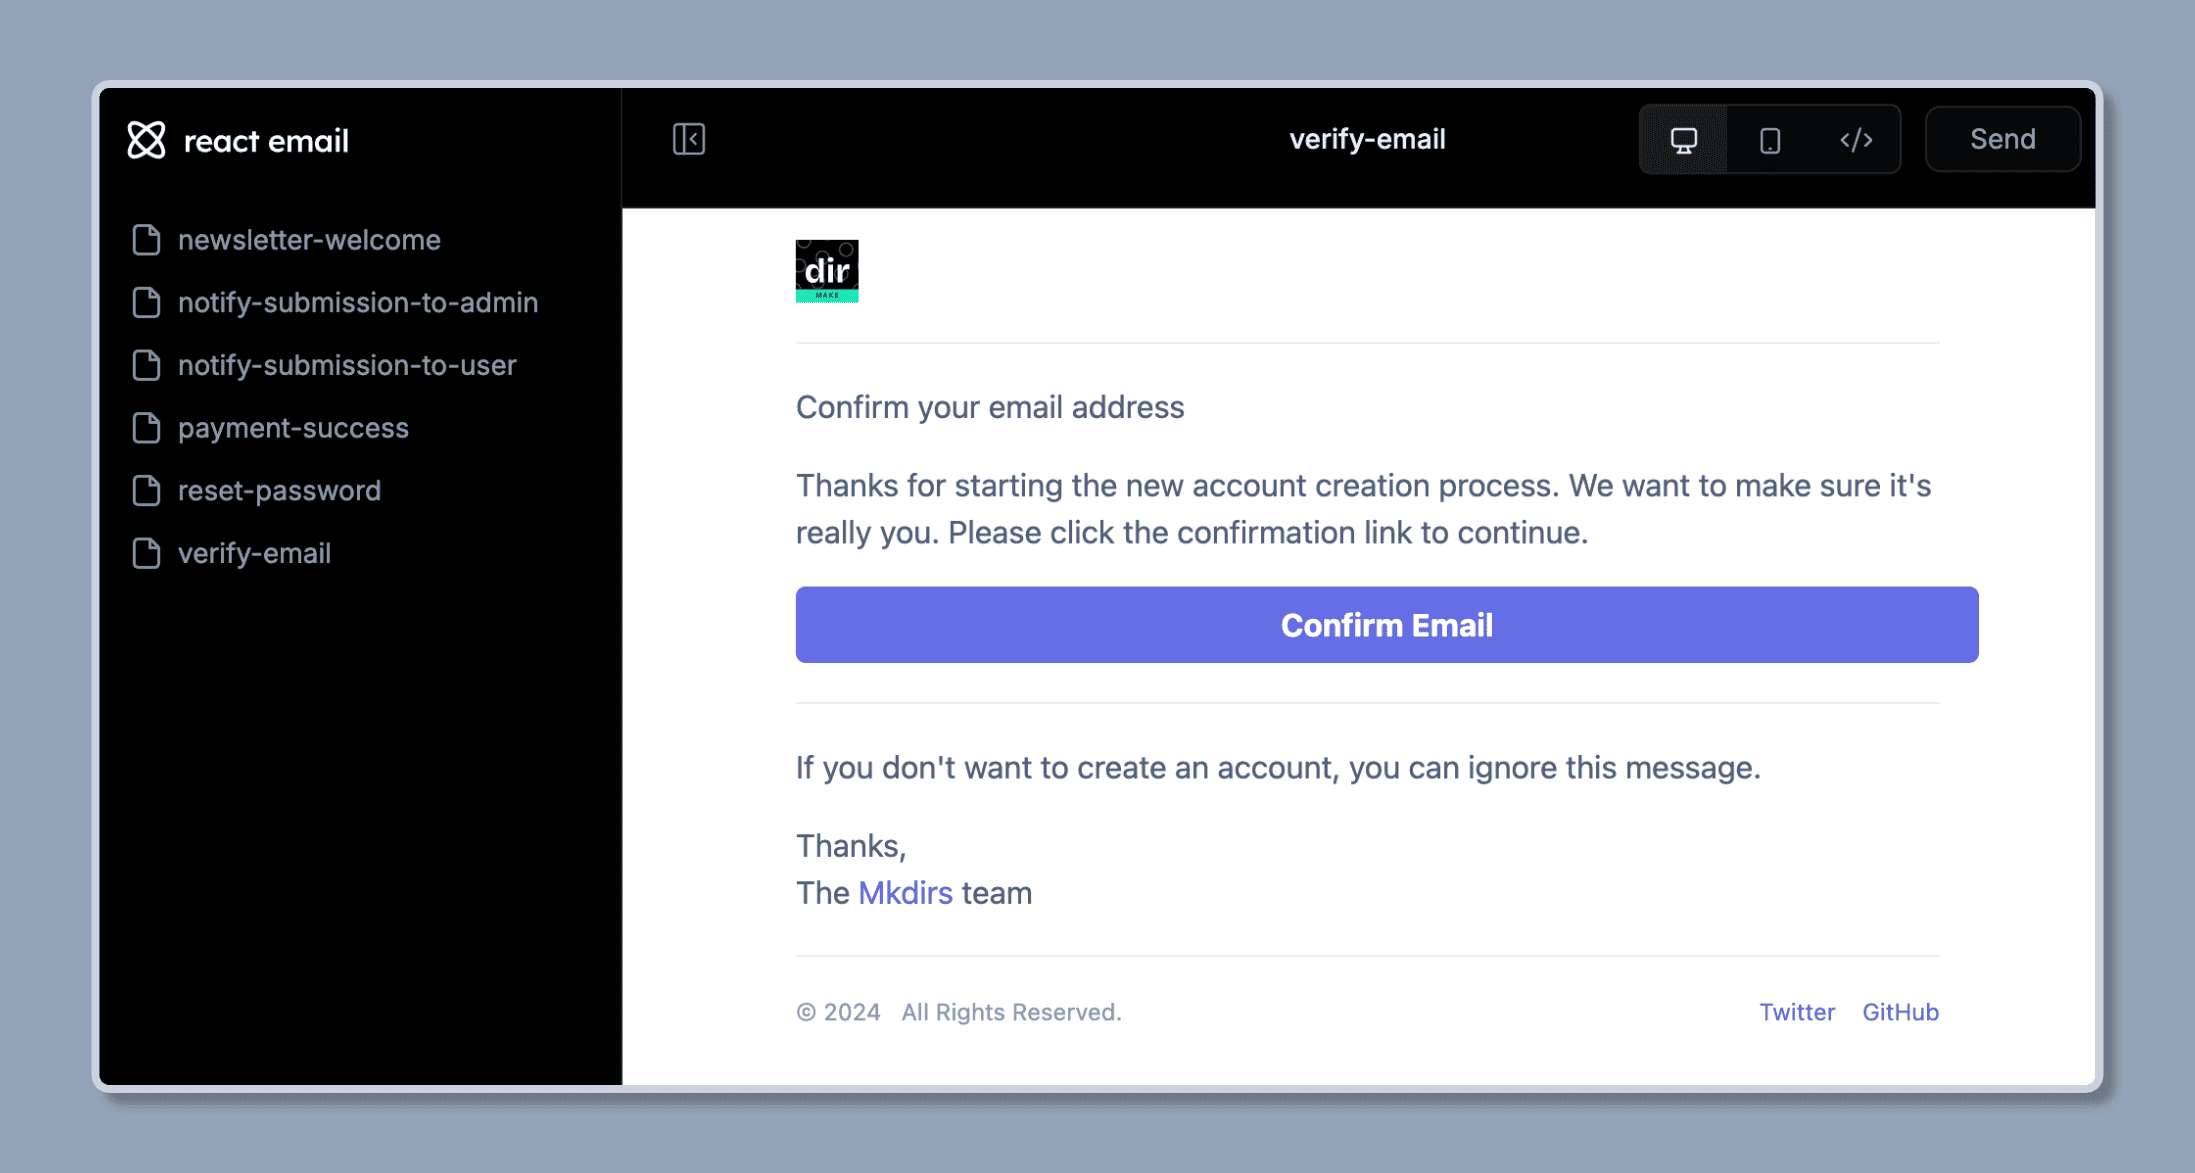 react email
newsletter-welcome
notify-submission-to-admin
notify-submission-to-user
payment-success
reset-password
verify-email
verify-email
</>
Send
dir
MAKE
Confirm your email address
Thanks for starting the new account creation process. We want to make sure it's
really you. Please click the confirmation link to continue.
Confirm Email
If you don't want to create an account, you can ignore this message.
Thanks,
The Mkdirs team
© 2024 All Rights Reserved.
Twitter GitHub